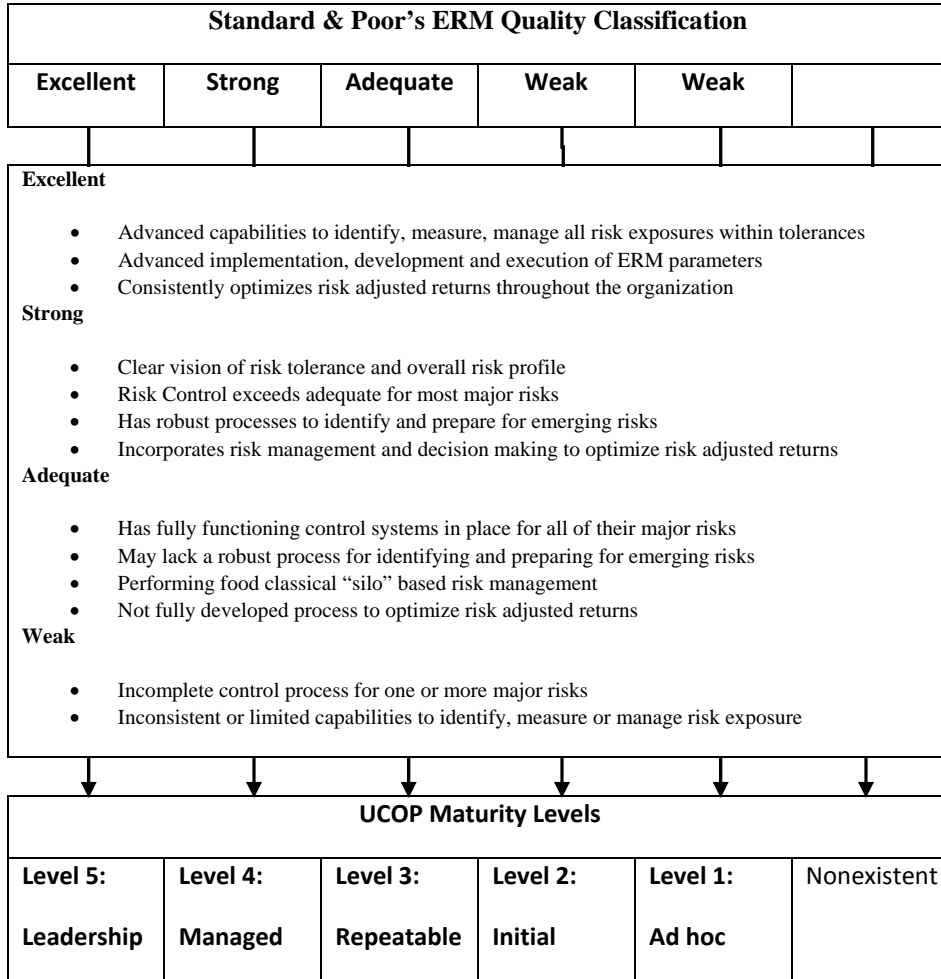 Standard & Poor’s ERM Quality Classification
Excellent Strong Adequate Weak Weak
Excellent
• Advanced capabilities to identify, measure, manage all risk exposures within tolerances
• Advanced implementation, development and execution of ERM parameters
• Consistently optimizes risk adjusted returns throughout the organization
Strong
• Clear vision of risk tolerance and overall risk profile
• Risk Control exceeds adequate for most major risks
• Has robust processes to identify and prepare for emerging risks
• Incorporates risk management and decision making to optimize risk adjusted returns
Adequate
• Has fully functioning control systems in place for all of their major risks
• May lack a robust process for identifying and preparing for emerging risks
• Performing food classical “silo” based risk management
• Not fully developed process to optimize risk adjusted returns
Weak
• Incomplete control process for one or more major risks
• Inconsistent or limited capabilities to identify, measure or manage risk exposure
UCOP Maturity Levels
Level 5: Level 4: Level 3: Level 2: Level 1: Nonexistent
Leadership Managed Repeatable Initial Ad hoc